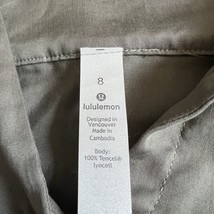 8
lululemon
Designed in
Vancouver
Made in
Cambodia
Body:
100% Tencel®
lyocell